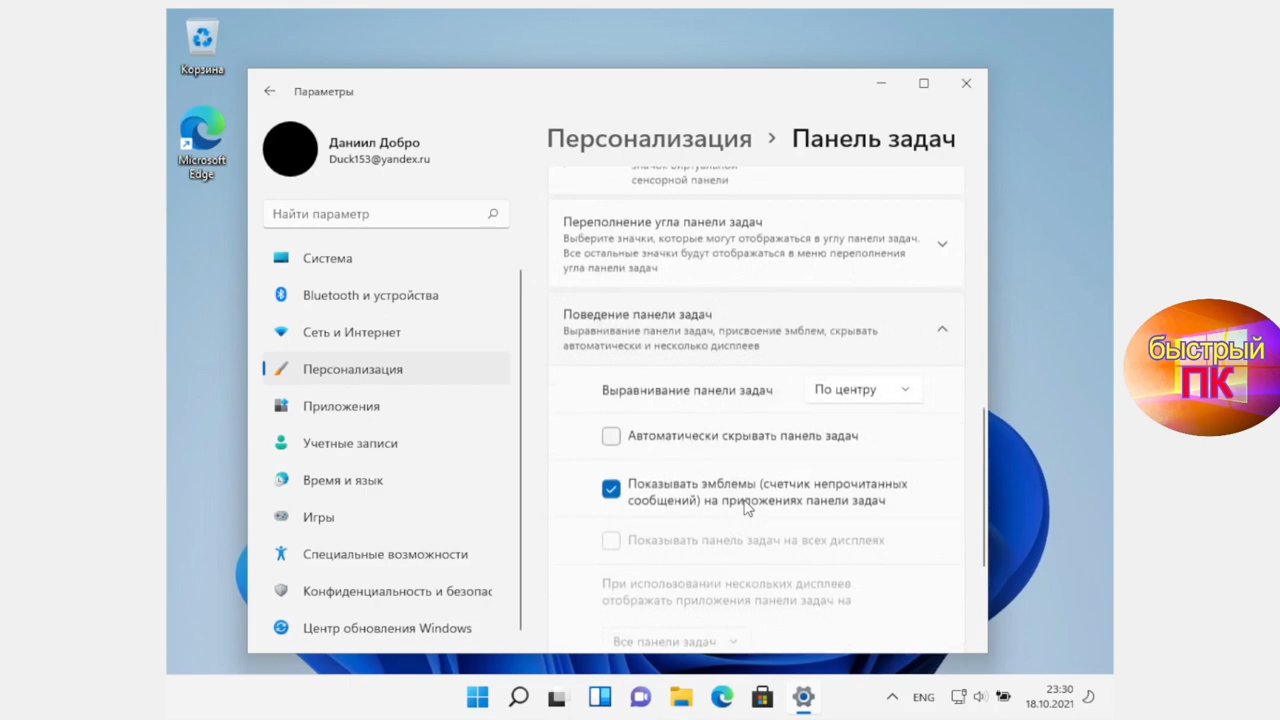 Корзина
Microsoft
Edge
Параметры
Даниил Добро
Duck153@yandex.ru
Найти параметр
Система
Bluetooth и устройства
Сеть и Интернет
Персонализация
Приложения
Учетные записи
Время и язык
Игры
Специальные возможности
Конфиденциальность и безопас
Центр обновления Windows
Персонализация › Панель задач
значок виртуальной
сенсорной панели
Переполнение угла панели задач
Выберите значки, которые могут отображаться в углу панели задач.
Все остальные значки будут отображаться в меню переполнения
угла панели задач
Поведение панели задач
Выравнивание панели задач, присвоение эмблем, скрывать
автоматически и несколько дисплеев
Выравнивание панели задач
По центру
Автоматически скрывать панель задач
Показывать эмблемы (счетчик непрочитанных
сообщений) на приложениях панели задач
Показывать панель задач на всех дисплеях
При использовании нескольких дисплеев
отображать приложения панели задач на
Все панели задач
быстрый
ПК
ENG
23:30
18.10.2021